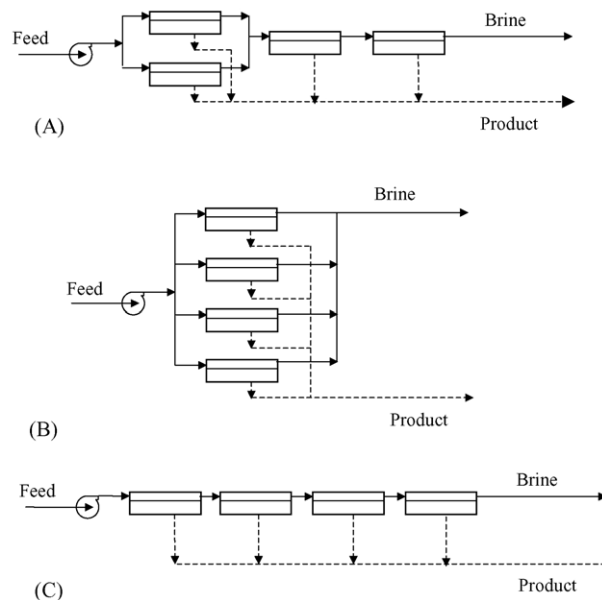 Feed
Brine
Product
(A)
Brine
Feed
Product
(B)
Feed
Brine
Product
(C)